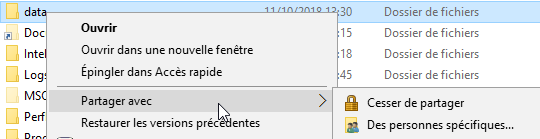 data 11/10/2018 13:30 Dossier de fichiers
Doc :15 Dossier de fichiers
Ouvrir
Ouvrir dans une nouvelle fenêtre
Intel :18 Dossier de fichiers
Épingler dans Accès rapide
Logs :45 Dossier de fichiers
MSO
Partager avec
Cesser de partager
Perf
Restaurer les versions précédentes
Des personnes spécifiques...
Prog